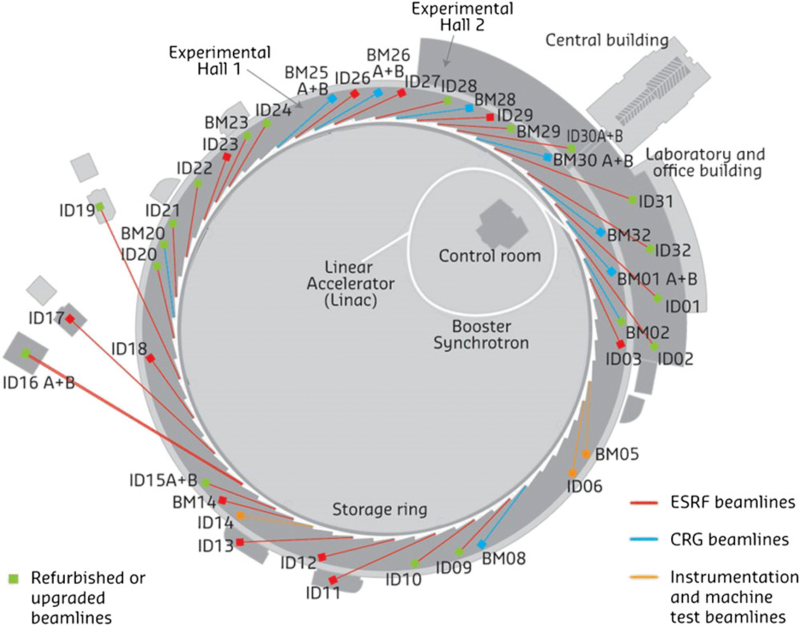 Experimental
Hall 2
Central building
Experimental
Hall 1
BM26
A+B
BM25
A+B
ID26
ID27
ID28
BM28
ID29
BM29
ID30A+B
BM30 A+B
Laboratory and
office building
ID24
BM23
ID23
ID22
ID31
ID19
ID21
BM20
ID20
BM32
ID32
Control room
Linear
Accelerator
(Linac)
BM01 A+B
ID01
Booster
Synchrotron
ID17
BM02
ID18
ID03
ID02
ID16 A+B
BM05
ID15A+B
ID06
BM14
Storage ring
ID14
ID13
ID12
BM08
ID09
ID10
ID11
ESRF beamlines
CRG beamlines
Instrumentation
and machine
test beamlines
Refurbished or
upgraded
beamlines